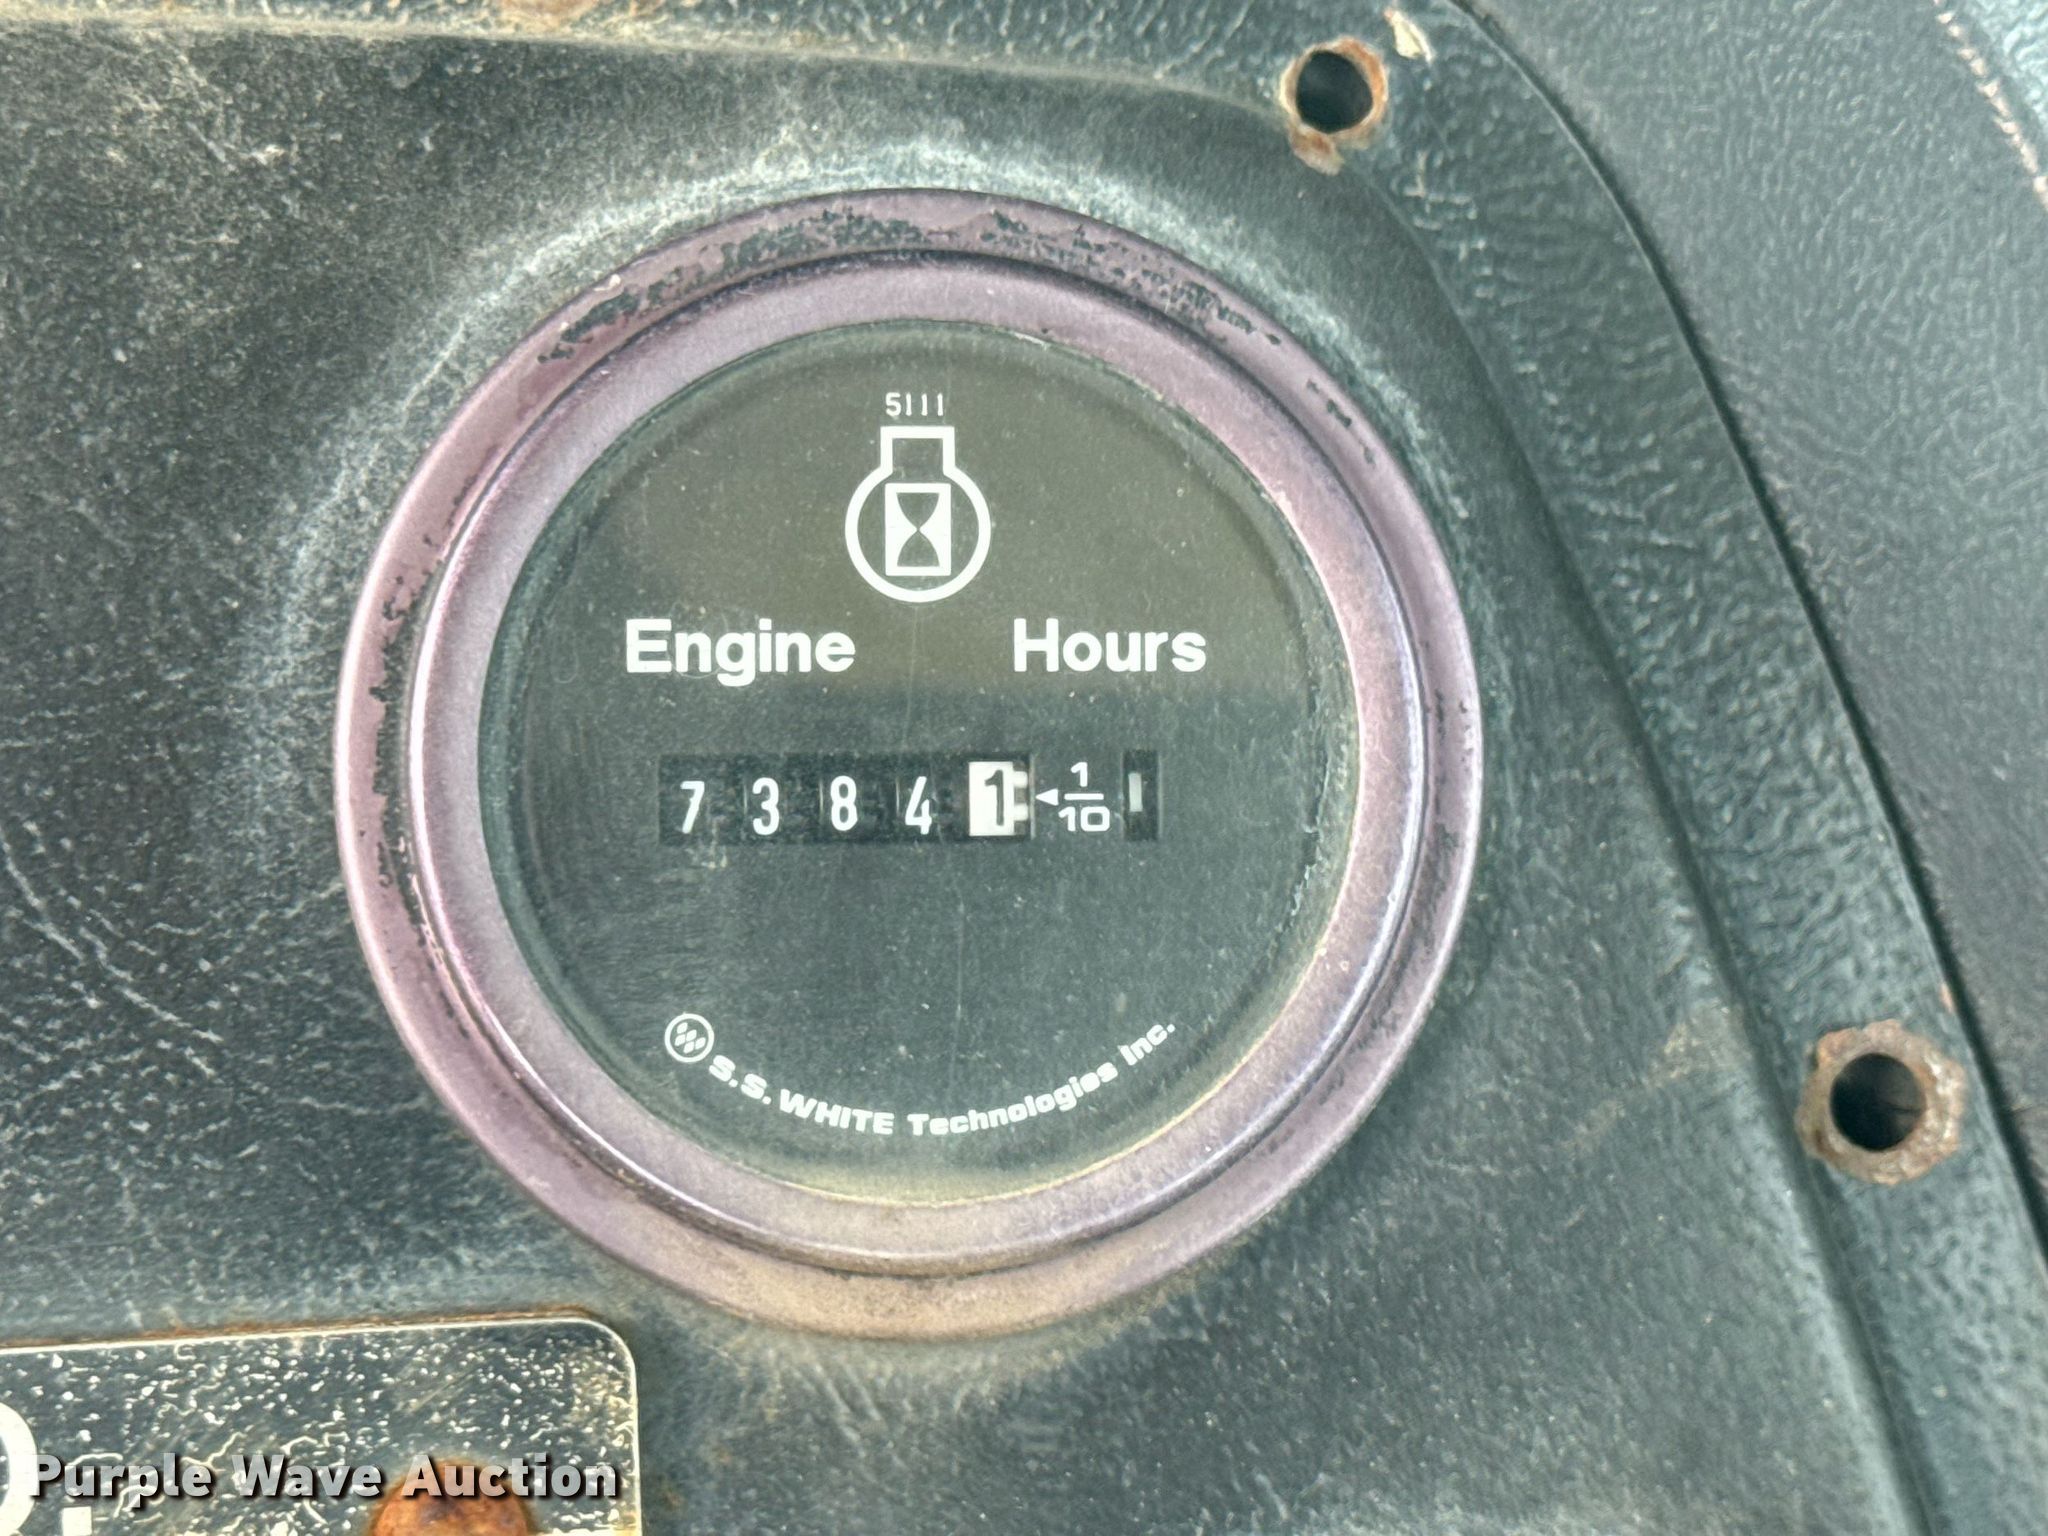 5111
Engine Hours
7 3 8 4 1 1/10
S.S. WHITE Technologies Inc.
Purple Wave Auction